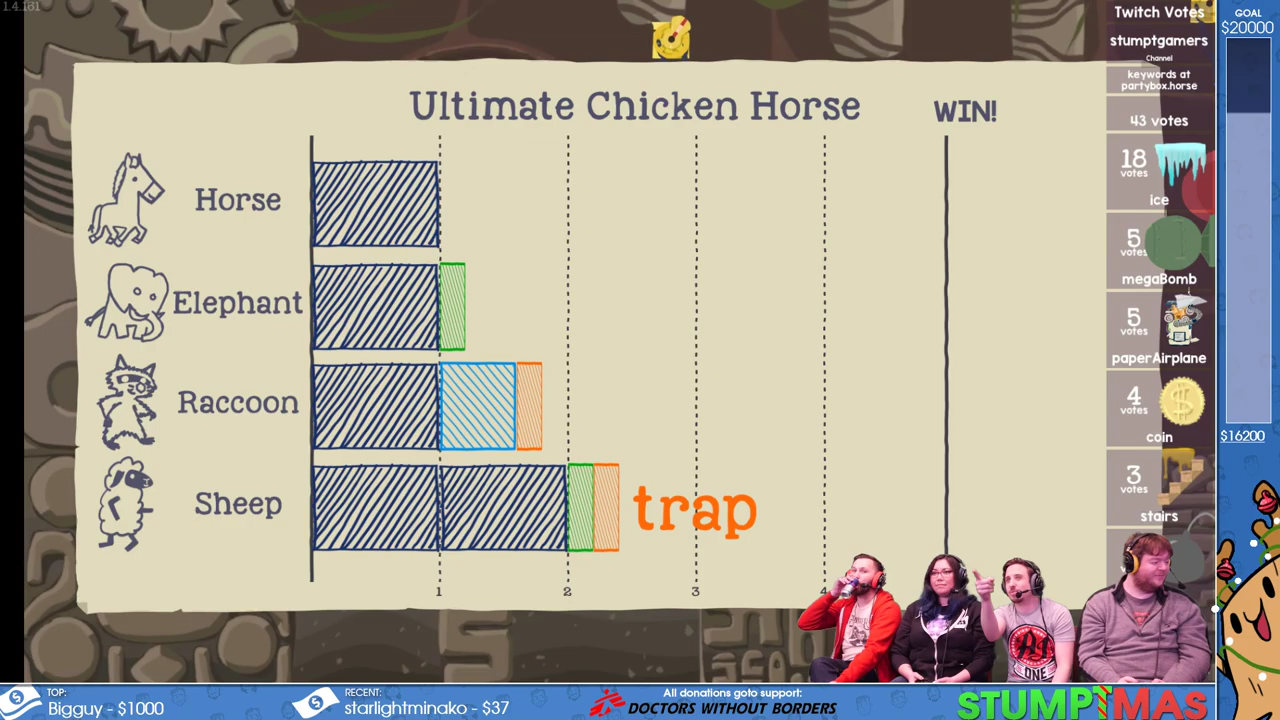 1.4.161
Ultimate Chicken Horse
WIN!
Horse
Elephant
Raccoon
Sheep
trap
1
2
3
4
Twitch Votes
stumptgamers
Channel
keywords at
partybox.horse
43 votes
18
votes
ice
5
votes
megaBomb
5
votes
paperAirplane
4
votes
coin
3
votes
stairs
GOAL
$20000
$16200
TOP:
Bigguy - $1000
RECENT:
starlightminako - $37
All donations goto support:
DOCTORS WITHOUT BORDERS
STUMPTMAS